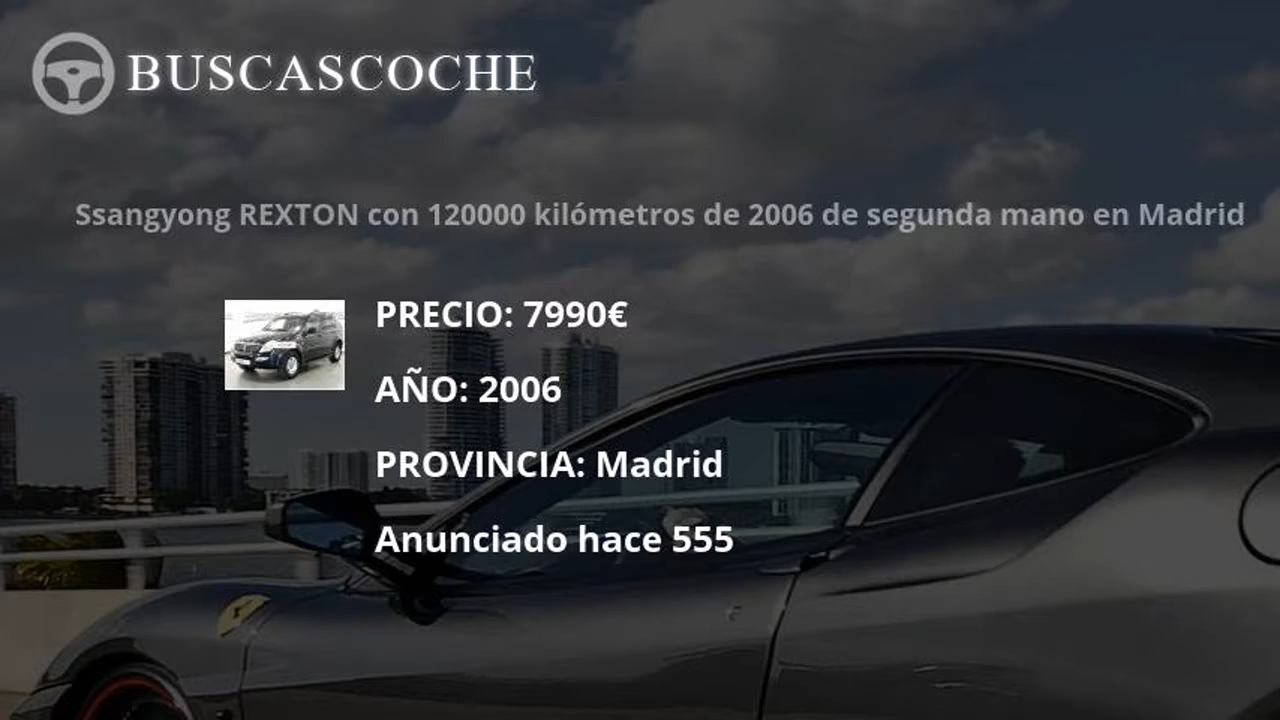 BUSCASCOCHE
Ssangyong REXTON con 120000 kilómetros de 2006 de segunda mano en Madrid
PRECIO: 7990€
AÑO: 2006
PROVINCIA: Madrid
Anunciado hace 555